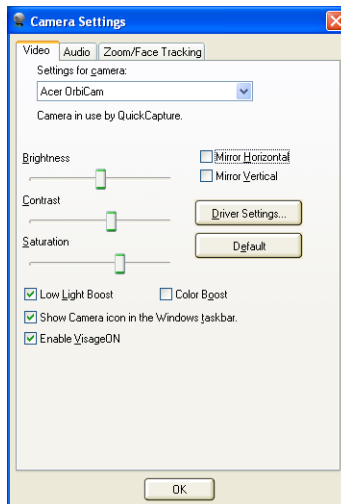 Camera Settings
Video Audio Zoom/Face Tracking
Settings for camera:
Acer OrbiCam
Camera in use by QuickCapture.
Brightness
Mirror Horizontal
Mirror Vertical
Contrast
Driver Settings...
Saturation
Default
Low Light Boost Color Boost
Show Camera icon in the Windows taskbar.
Enable VisageON
OK